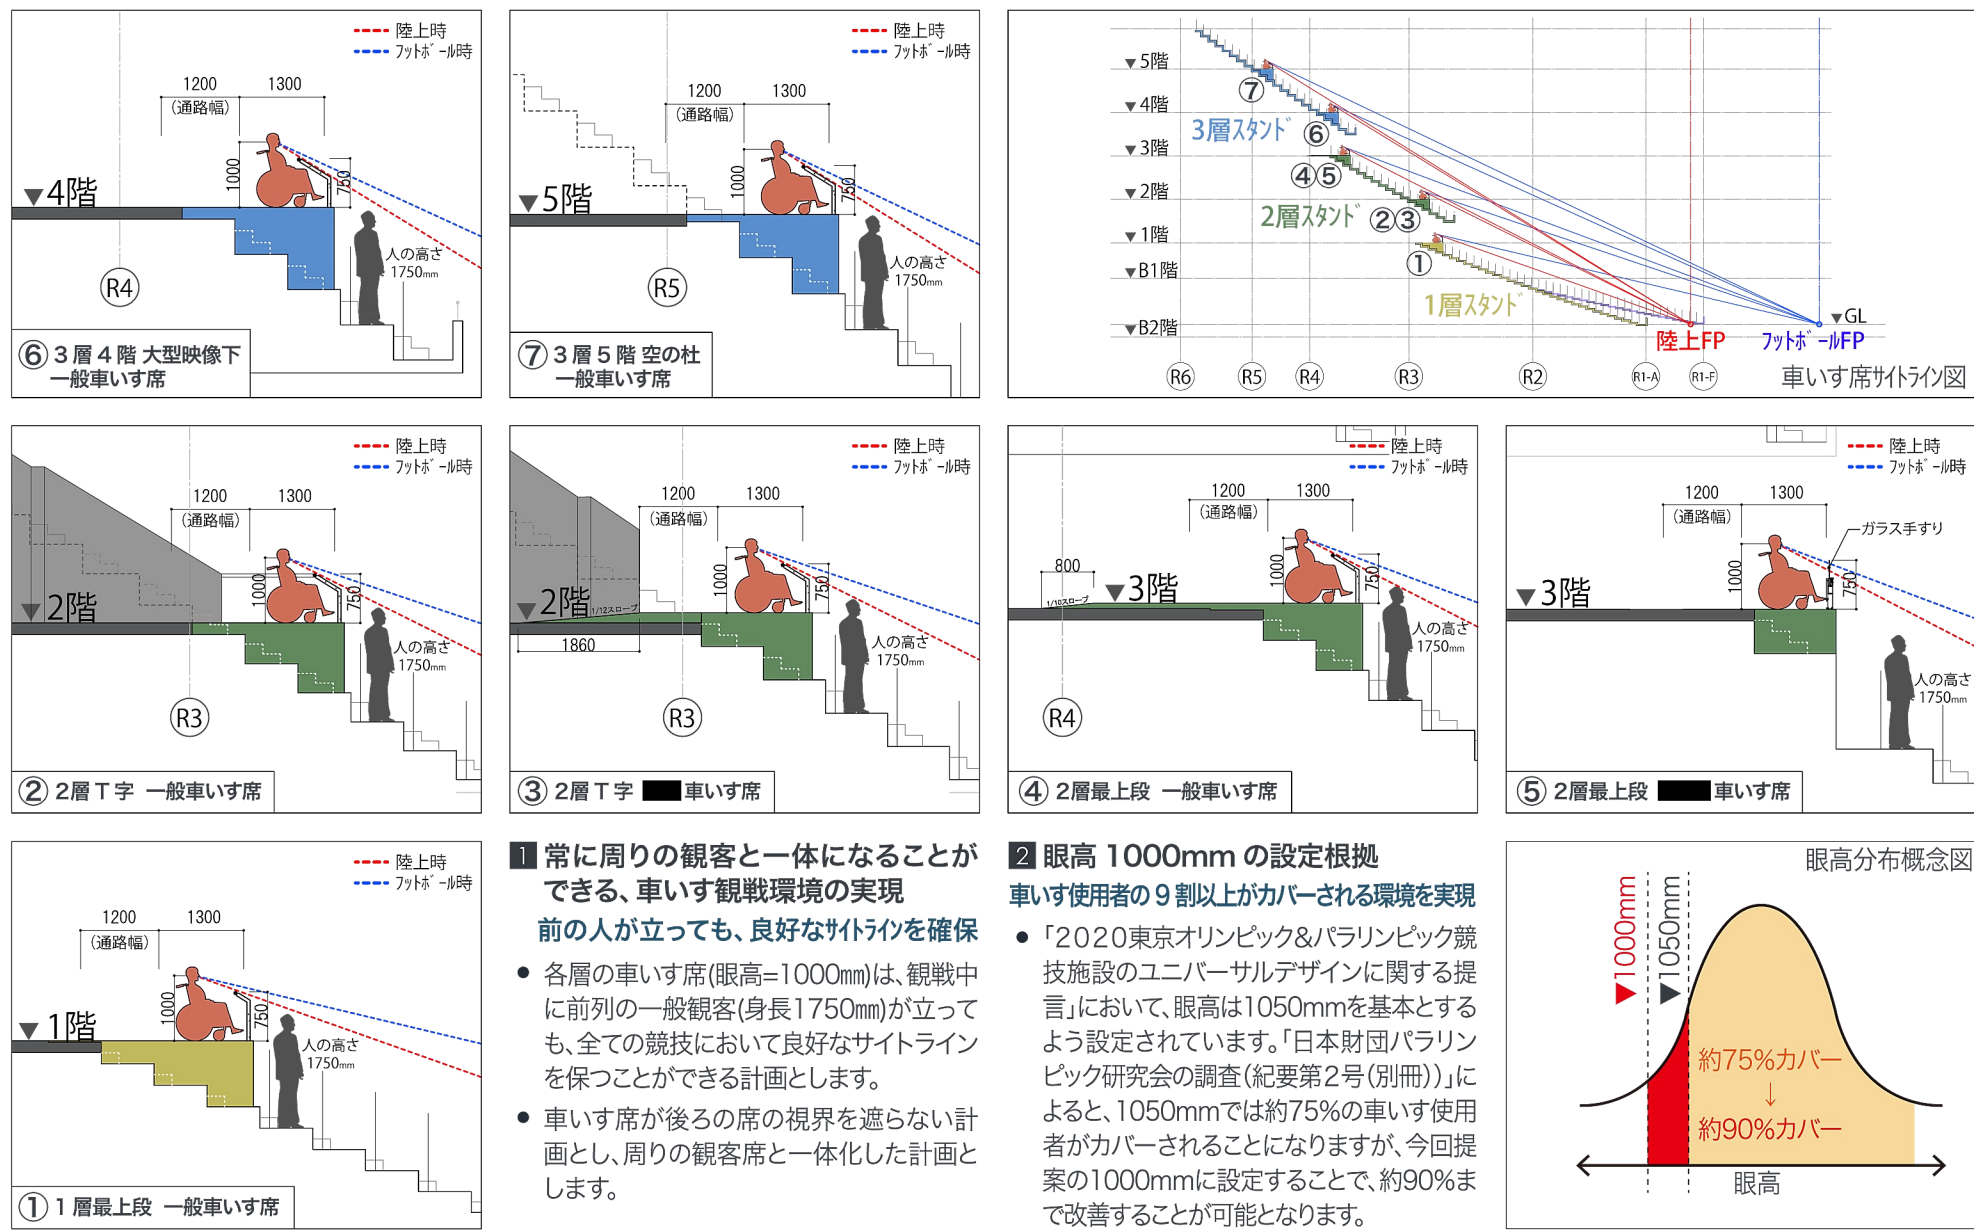 陸上時
フットボール時
1200
1300
(通路幅)
1000
750
▼4階
人の高さ
1750mm
R4
⑥ 3層4階 大型映像下
一般車いす席
陸上時
フットボール時
1200
1300
(通路幅)
1000
750
▼5階
人の高さ
1750mm
R5
⑦ 3層5階 空の杜
一般車いす席
▼5階
▼4階
▼3階
▼2階
▼1階
▼B1階
▼B2階
⑦
3層スタンド
⑥
④⑤
2層スタンド
②③
①
1層スタンド
▼GL
陸上FP
フットボールFP
R6
R5
R4
R3
R2
R1-A
R1-F
車いす席サイトライン図
陸上時
フットボール時
1200
1300
(通路幅)
1000
750
▼2階
人の高さ
1750mm
R3
② 2層T字 一般車いす席
陸上時
フットボール時
1200
1300
(通路幅)
1000
750
▼2階
1/12スロープ
1860
人の高さ
1750mm
R3
③ 2層T字 車いす席
陸上時
フットボール時
1200
1300
(通路幅)
800
1000
750
1/10スロープ
▼3階
人の高さ
1750mm
R4
④ 2層最上段 一般車いす席
陸上時
フットボール時
1200
1300
(通路幅)
ガラス手すり
1000
750
▼3階
人の高さ
1750mm
⑤ 2層最上段 車いす席
陸上時
フットボール時
1200
1300
(通路幅)
1000
750
▼1階
人の高さ
1750mm
① 1層最上段 一般車いす席
1 常に周りの観客と一体になることが
できる、車いす観戦環境の実現
前の人が立っても、良好なサイトラインを確保
● 各層の車いす席(眼高=1000㎜)は、観戦中
に前列の一般観客(身長1750㎜)が立って
も、全ての競技において良好なサイトライン
を保つことができる計画とします。
● 車いす席が後ろの席の視界を遮らない計
画とし、周りの観客席と一体化した計画と
します。
2 眼高1000mmの設定根拠
車いす使用者の9割以上がカバーされる環境を実現
● 「2020東京オリンピック&パラリンピック競
技施設のユニバーサルデザインに関する提
言」において、眼高は1050mmを基本とする
よう設定されています。「日本財団パラリン
ピック研究会の調査(紀要第2号(別冊))」に
よると、1050mmでは約75%の車いす使用
者がカバーされることになりますが、今回提
案の1000mmに設定することで、約90%ま
で改善することが可能となります。
眼高分布概念図
▼1000mm
▼1050mm
約75%カバー
↓
約90%カバー
眼高